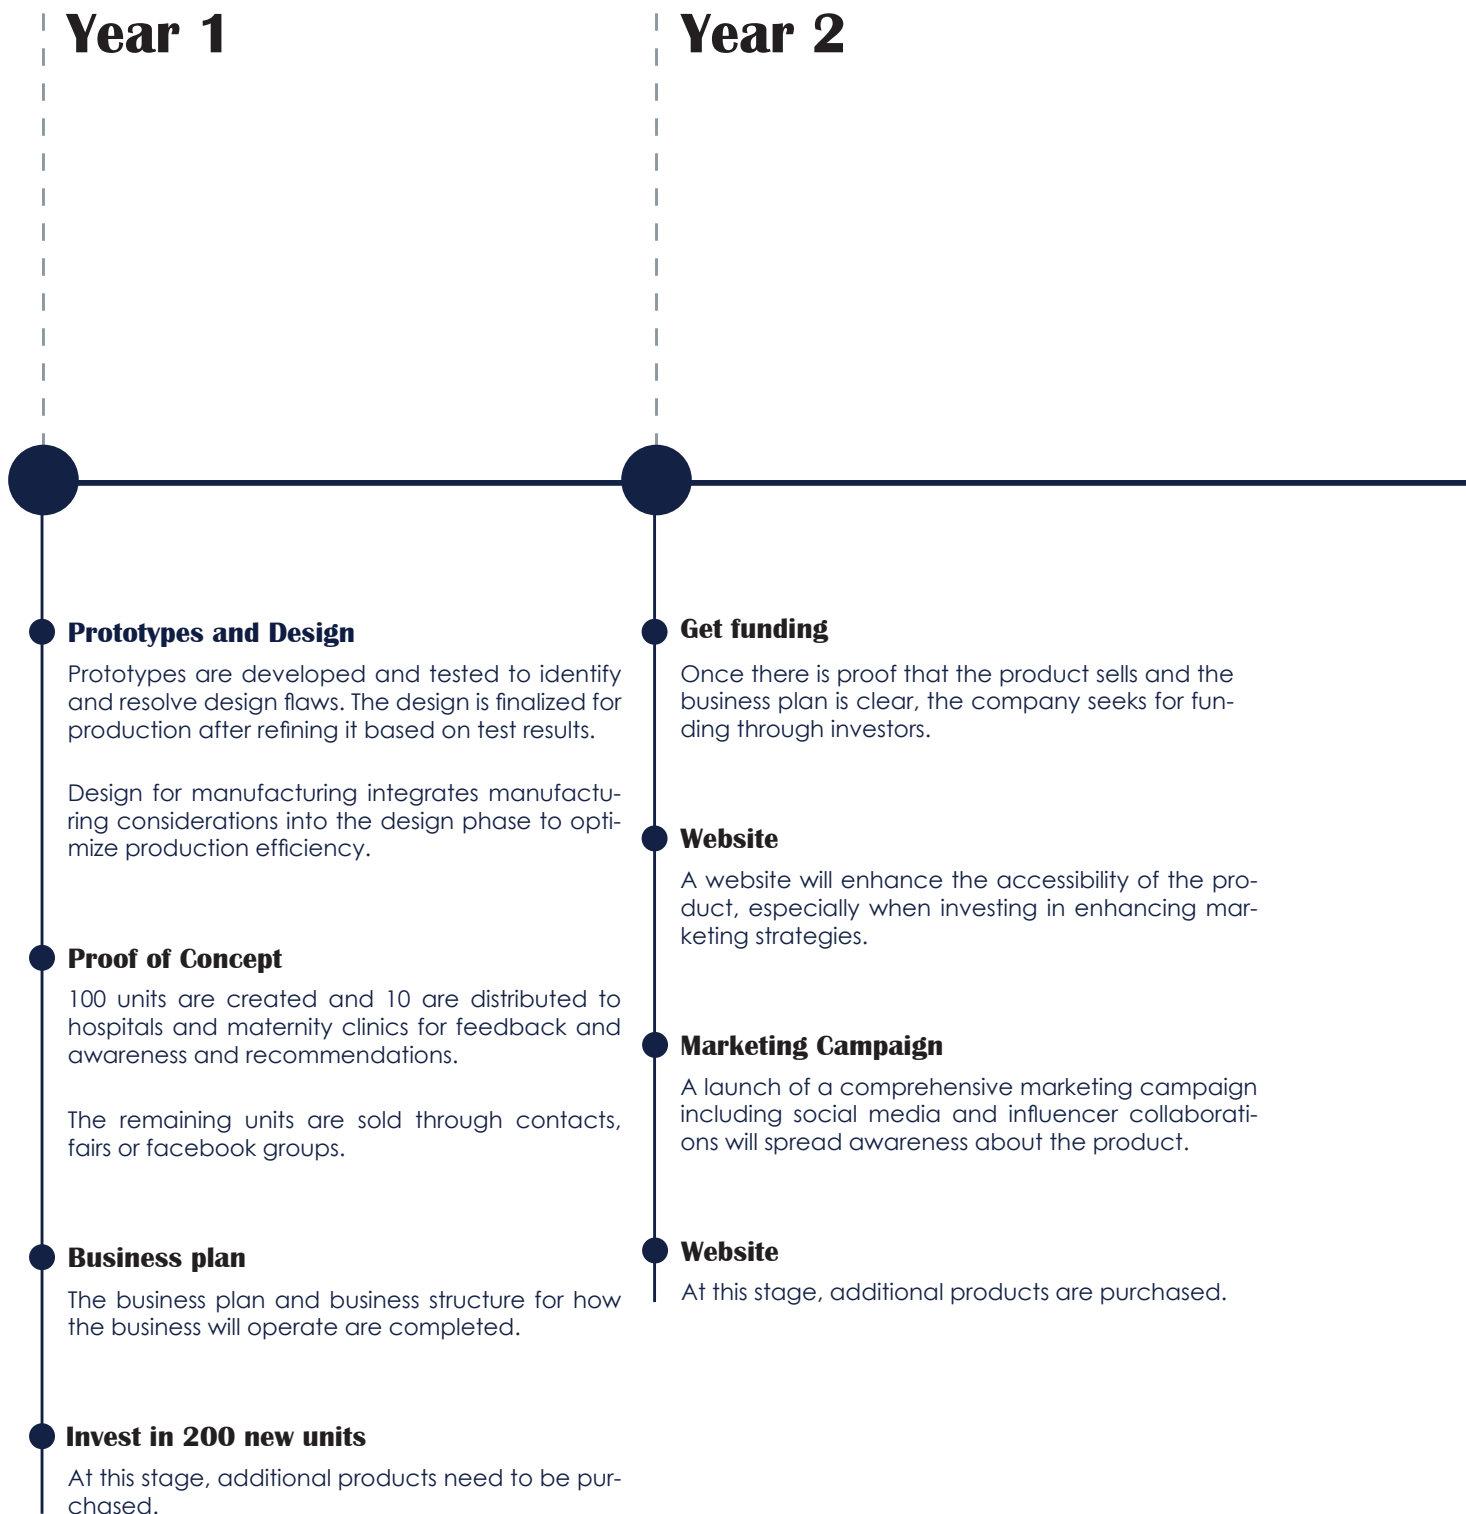 Year 1
Prototypes and Design
Prototypes are developed and tested to identify
and resolve design flaws. The design is finalized for
production after refining it based on test results.
Design for manufacturing integrates manufactu-
ring considerations into the design phase to opti-
mize production efficiency.
Proof of Concept
100 units are created and 10 are distributed to
hospitals and maternity clinics for feedback and
awareness and recommendations.
The remaining units are sold through contacts,
fairs or facebook groups.
Business plan
The business plan and business structure for how
the business will operate are completed.
Invest in 200 new units
At this stage, additional products need to be pur-
chased.
Year 2
Get funding
Once there is proof that the product sells and the
business plan is clear, the company seeks for fun-
ding through investors.
Website
A website will enhance the accessibility of the pro-
duct, especially when investing in enhancing mar-
keting strategies.
Marketing Campaign
A launch of a comprehensive marketing campaign
including social media and influencer collaborati-
ons will spread awareness about the product.
Website
At this stage, additional products are purchased.